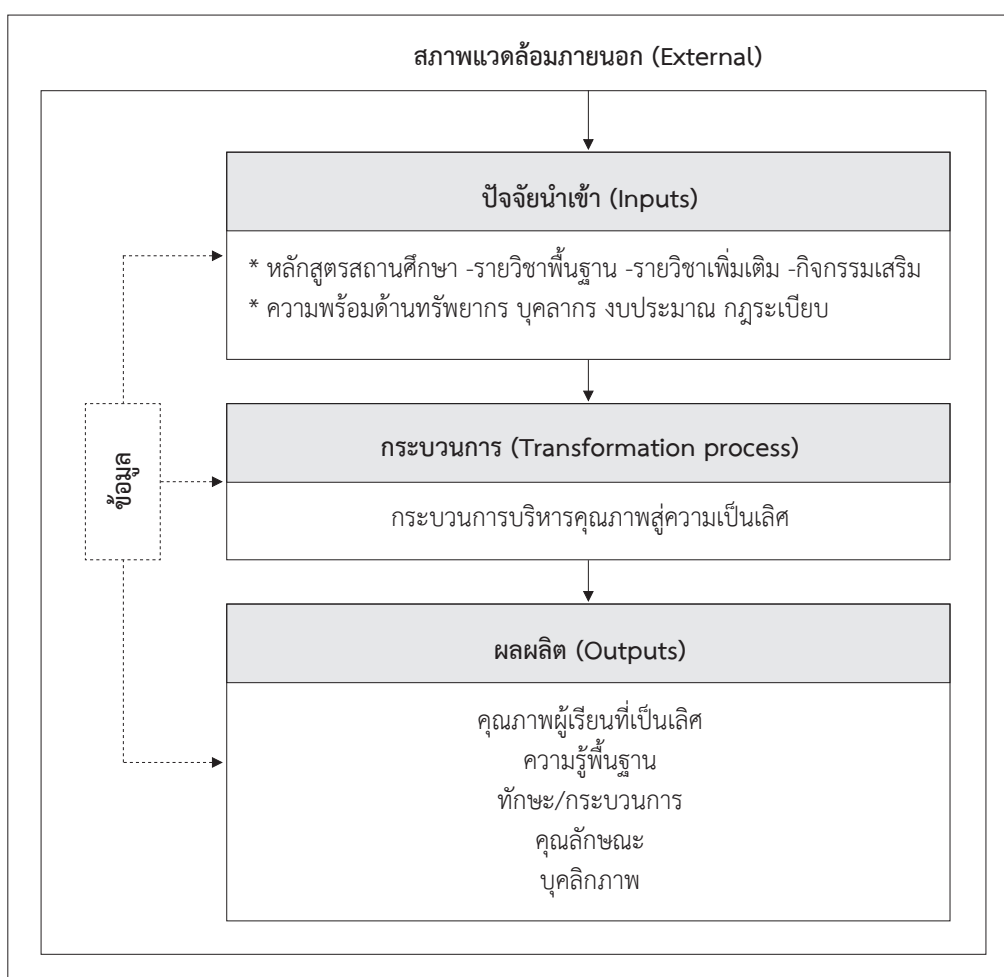 สภาพแวดล้อมภายนอก (External)
ปัจจัยนำเข้า (Inputs)
* หลักสูตรสถานศึกษา -รายวิชาพื้นฐาน -รายวิชาเพิ่มเติม -กิจกรรมเสริม
* ความพร้อมด้านทรัพยากร บุคลากร งบประมาณ กฎระเบียบ
ข้อมูล
กระบวนการ (Transformation process)
กระบวนการบริหารคุณภาพสู่ความเป็นเลิศ
ผลผลิต (Outputs)
คุณภาพผู้เรียนที่เป็นเลิศ
ความรู้พื้นฐาน
ทักษะ/กระบวนการ
คุณลักษณะ
บุคลิกภาพ